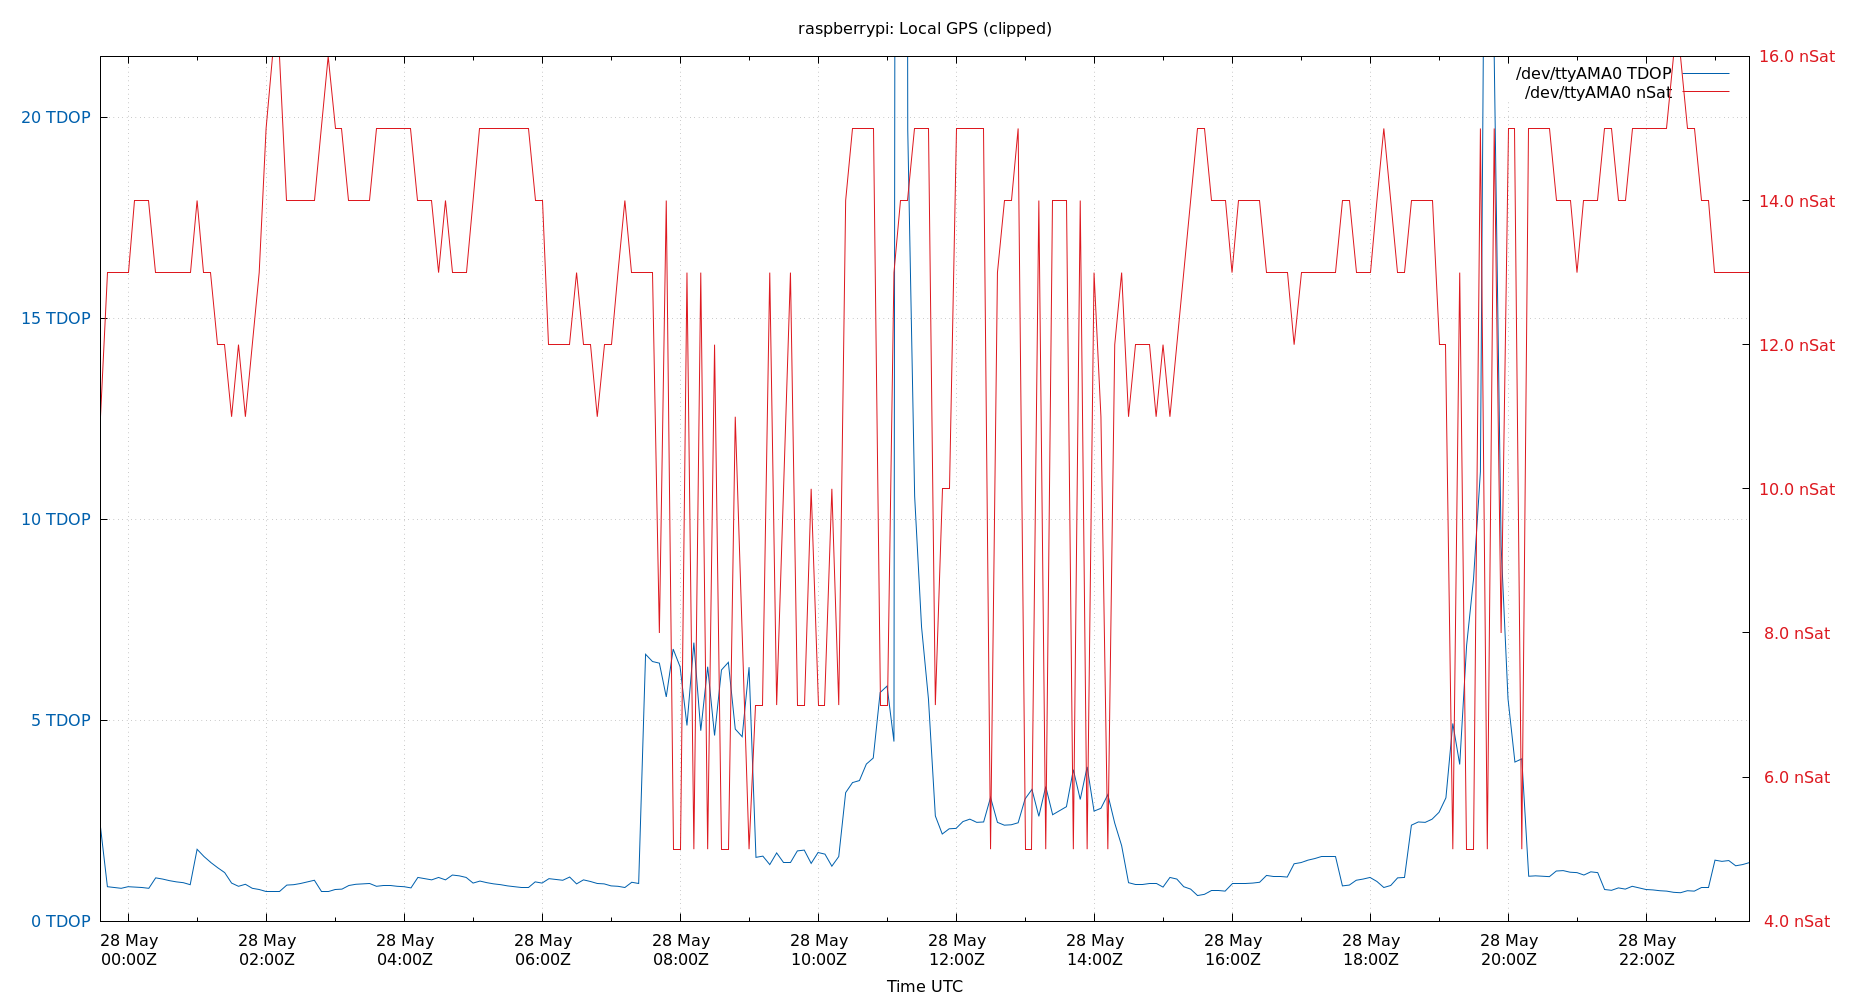 raspberrypi: Local GPS (clipped)
/dev/ttyAMA0 TDOP
/dev/ttyAMA0 nSat
20 TDOP
15 TDOP
10 TDOP
5 TDOP
0 TDOP
16.0 nSat
14.0 nSat
12.0 nSat
10.0 nSat
8.0 nSat
6.0 nSat
4.0 nSat
28 May 28 May 28 May 28 May 28 May 28 May 28 May 28 May 28 May 28 May 28 May 28 May
00:00Z 02:00Z 04:00Z 06:00Z 08:00Z 10:00Z 12:00Z 14:00Z 16:00Z 18:00Z 20:00Z 22:00Z
Time UTC